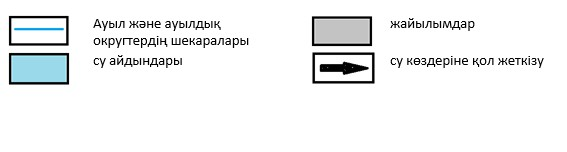 Ауыл және ауылдық
округтердің шекаралары
су айдындары
жайылымдар
су көздеріне қол жеткізу